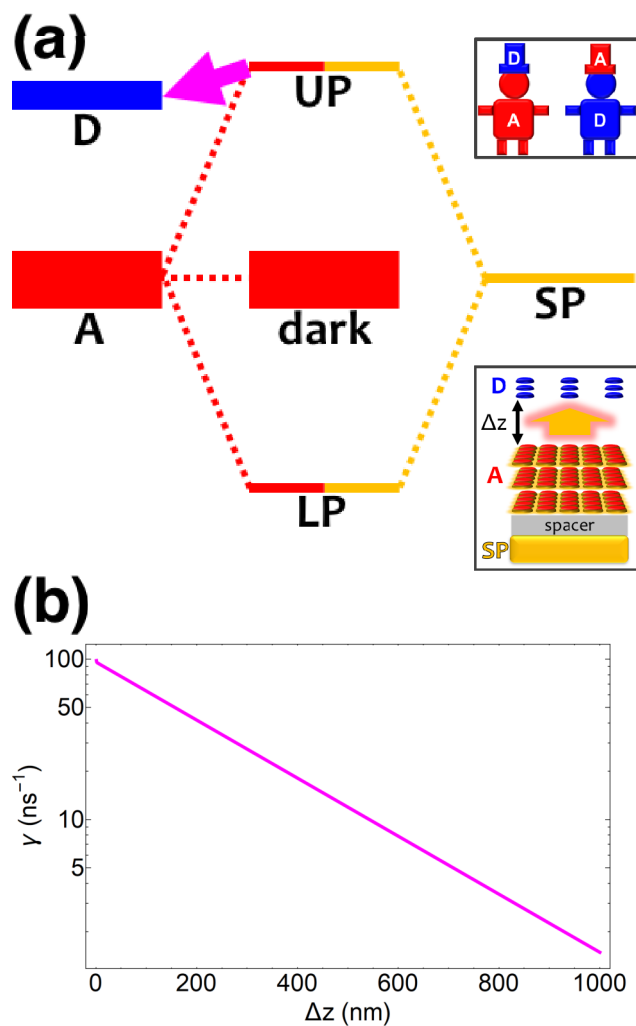 (a)
UP
D
A
dark
SP
LP
D
A
A
D
D
Δz
A
spacer
SP
(b)
γ (ns⁻¹)
100
50
10
5
0
200
400
600
800
1000
Δz (nm)